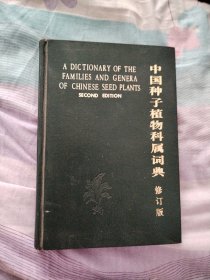 A DICTIONARY OF THE
FAMILIES AND GENERA
OF CHINESE SEED PLANTS
SECOND EDITION
中国种子植物科属词典
修订版